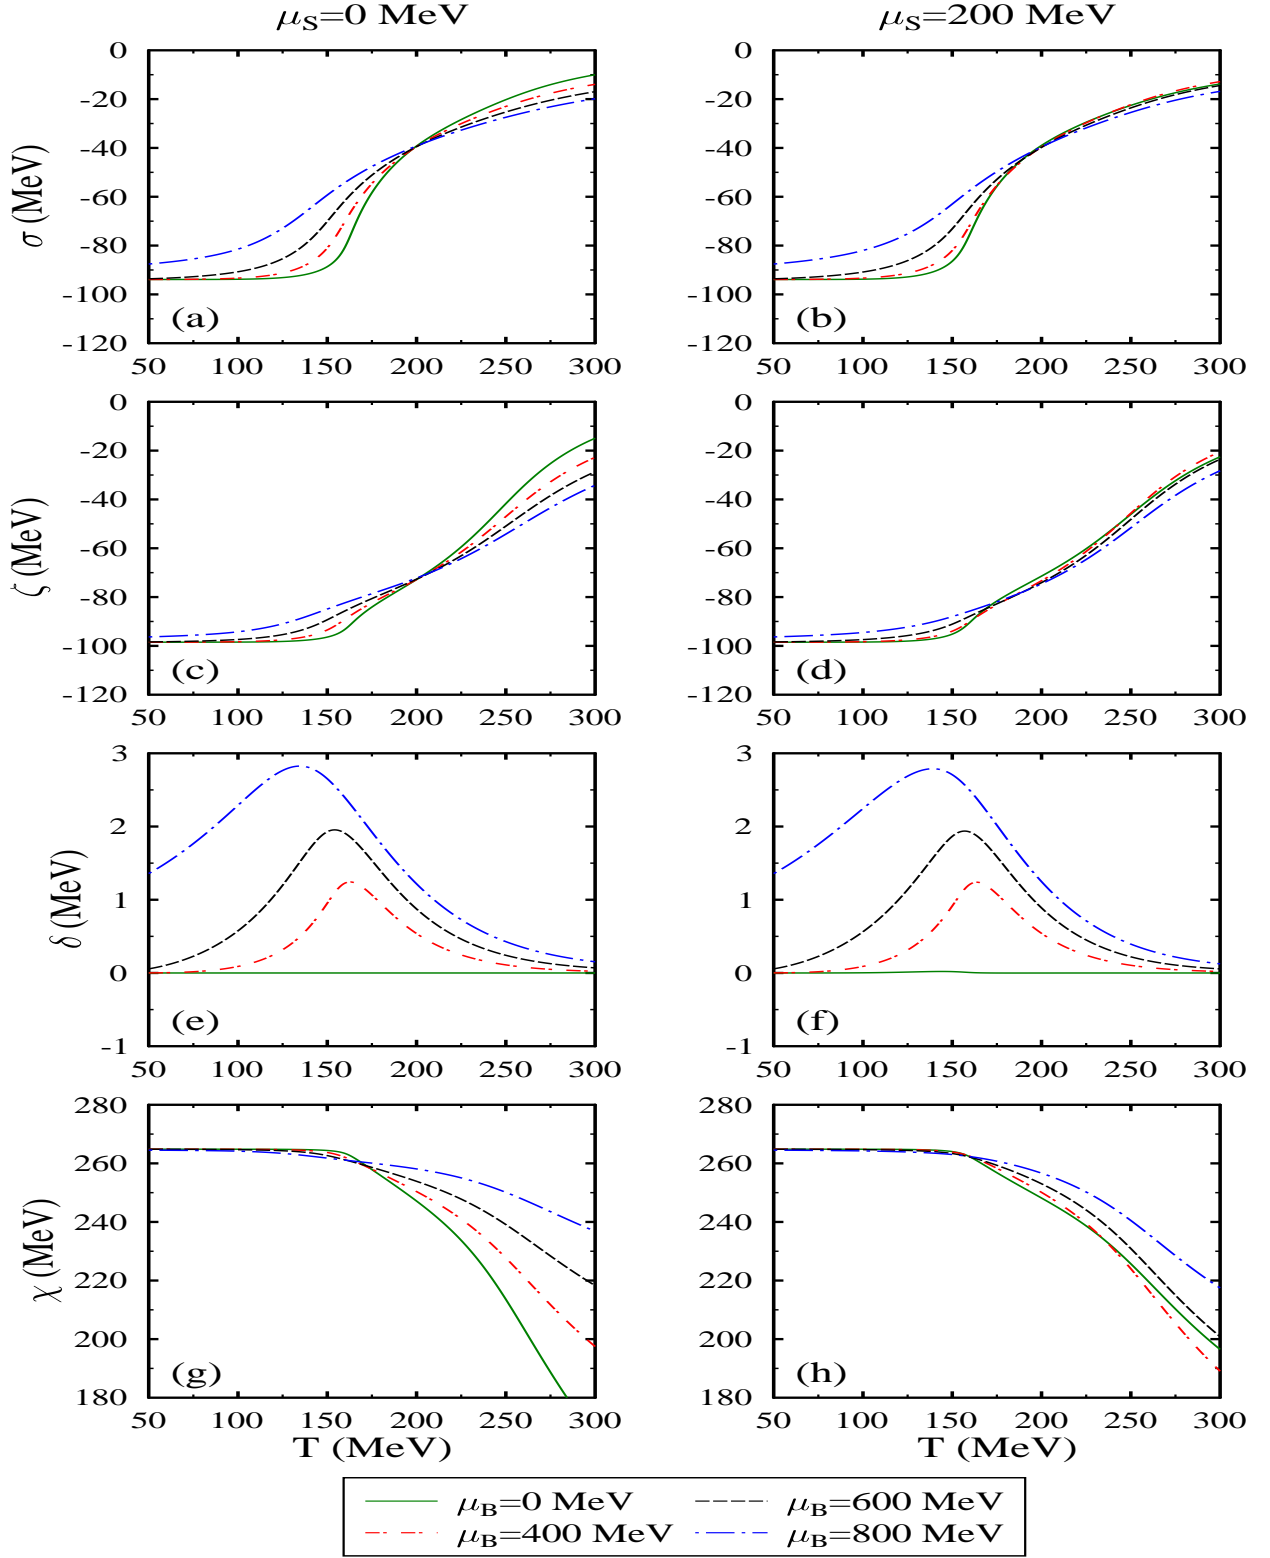 μS=0 MeV μS=200 MeV
0 0
-20 -20
-40 -40
-60 -60
-80 -80
-100 -100
-120 -120
σ (MeV)
(a) (b)
50 100 150 200 250 300 50 100 150 200 250 300
0 0
-20 -20
-40 -40
-60 -60
-80 -80
-100 -100
-120 -120
ζ (MeV)
(c) (d)
50 100 150 200 250 300 50 100 150 200 250 300
3 3
2 2
1 1
0 0
-1 -1
δ (MeV)
(e) (f)
50 100 150 200 250 300 50 100 150 200 250 300
280 280
260 260
240 240
220 220
200 200
180 180
χ (MeV)
(g) (h)
50 100 150 200 250 300 50 100 150 200 250 300
T (MeV) T (MeV)
μB=0 MeV μB=600 MeV
μB=400 MeV μB=800 MeV